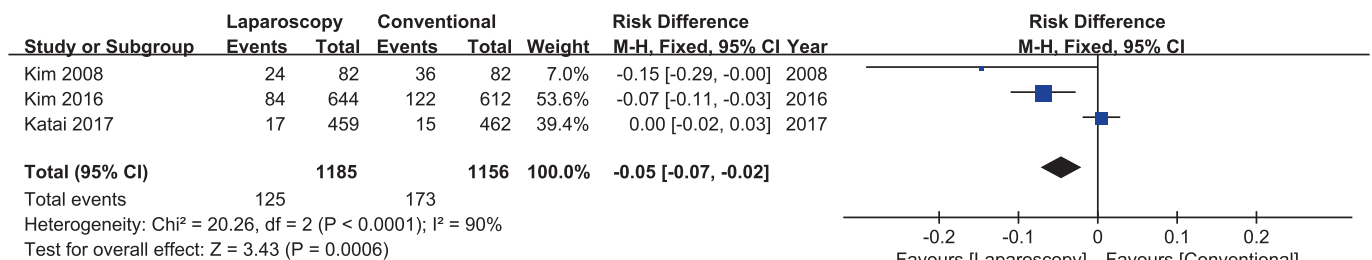 Laparoscopy Conventional Risk Difference Risk Difference
Study or Subgroup Events Total Events Total Weight M-H, Fixed, 95% CI Year M-H, Fixed, 95% CI
Kim 2008 24 82 36 82 7.0% -0.15 [-0.29, -0.00] 2008
Kim 2016 84 644 122 612 53.6% -0.07 [-0.11, -0.03] 2016
Katai 2017 17 459 15 462 39.4% 0.00 [-0.02, 0.03] 2017
Total (95% CI) 1185 1156 100.0% -0.05 [-0.07, -0.02]
Total events 125 173
Heterogeneity: Chi² = 20.26, df = 2 (P < 0.0001); I² = 90%
Test for overall effect: Z = 3.43 (P = 0.0006)
-0.2 -0.1 0 0.1 0.2
Favours [Laparoscopy] Favours [Conventional]